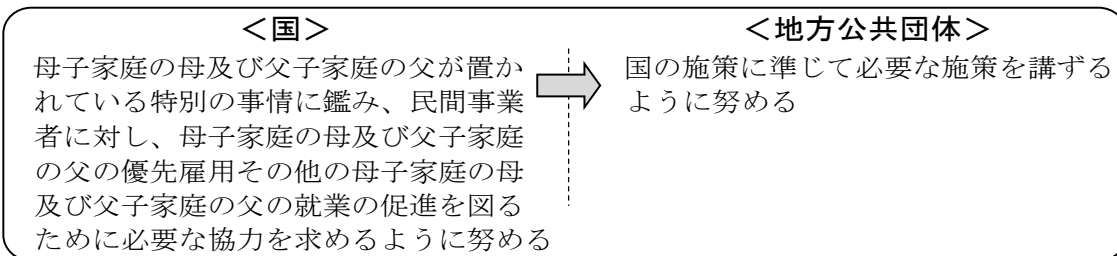 ＜国＞
母子家庭の母及び父子家庭の父が置か
れている特別の事情に鑑み、民間事業
者に対し、母子家庭の母及び父子家庭
の父の優先雇用その他の母子家庭の母
及び父子家庭の父の就業の促進を図る
ために必要な協力を求めるように努める
＜地方公共団体＞
国の施策に準じて必要な施策を講ずる
ように努める